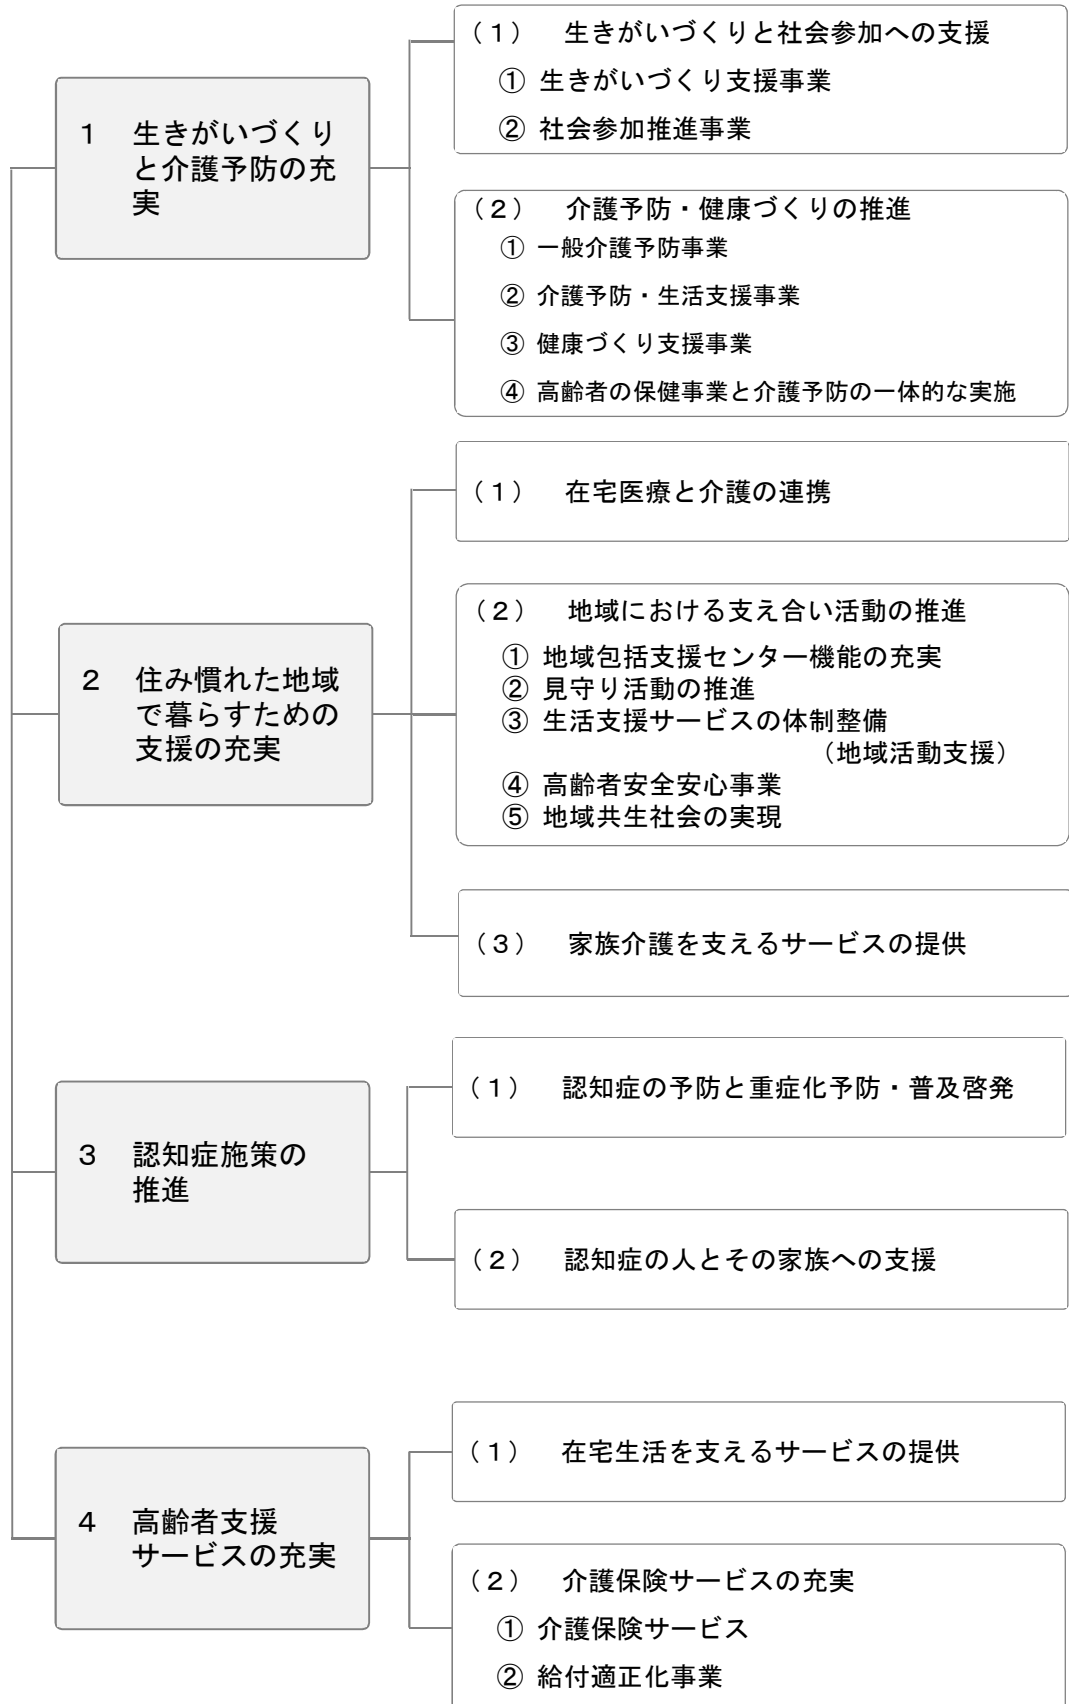 1 生きがいづくり
と介護予防の充
実
(1) 生きがいづくりと社会参加への支援
① 生きがいづくり支援事業
② 社会参加推進事業
(2) 介護予防・健康づくりの推進
① 一般介護予防事業
② 介護予防・生活支援事業
③ 健康づくり支援事業
④ 高齢者の保健事業と介護予防の一体的な実施
2 住み慣れた地域
で暮らすための
支援の充実
(1) 在宅医療と介護の連携
(2) 地域における支え合い活動の推進
① 地域包括支援センター機能の充実
② 見守り活動の推進
③ 生活支援サービスの体制整備
(地域活動支援)
④ 高齢者安全安心事業
⑤ 地域共生社会の実現
(3) 家族介護を支えるサービスの提供
3 認知症施策の
推進
(1) 認知症の予防と重症化予防・普及啓発
(2) 認知症の人とその家族への支援
4 高齢者支援
サービスの充実
(1) 在宅生活を支えるサービスの提供
(2) 介護保険サービスの充実
① 介護保険サービス
② 給付適正化事業